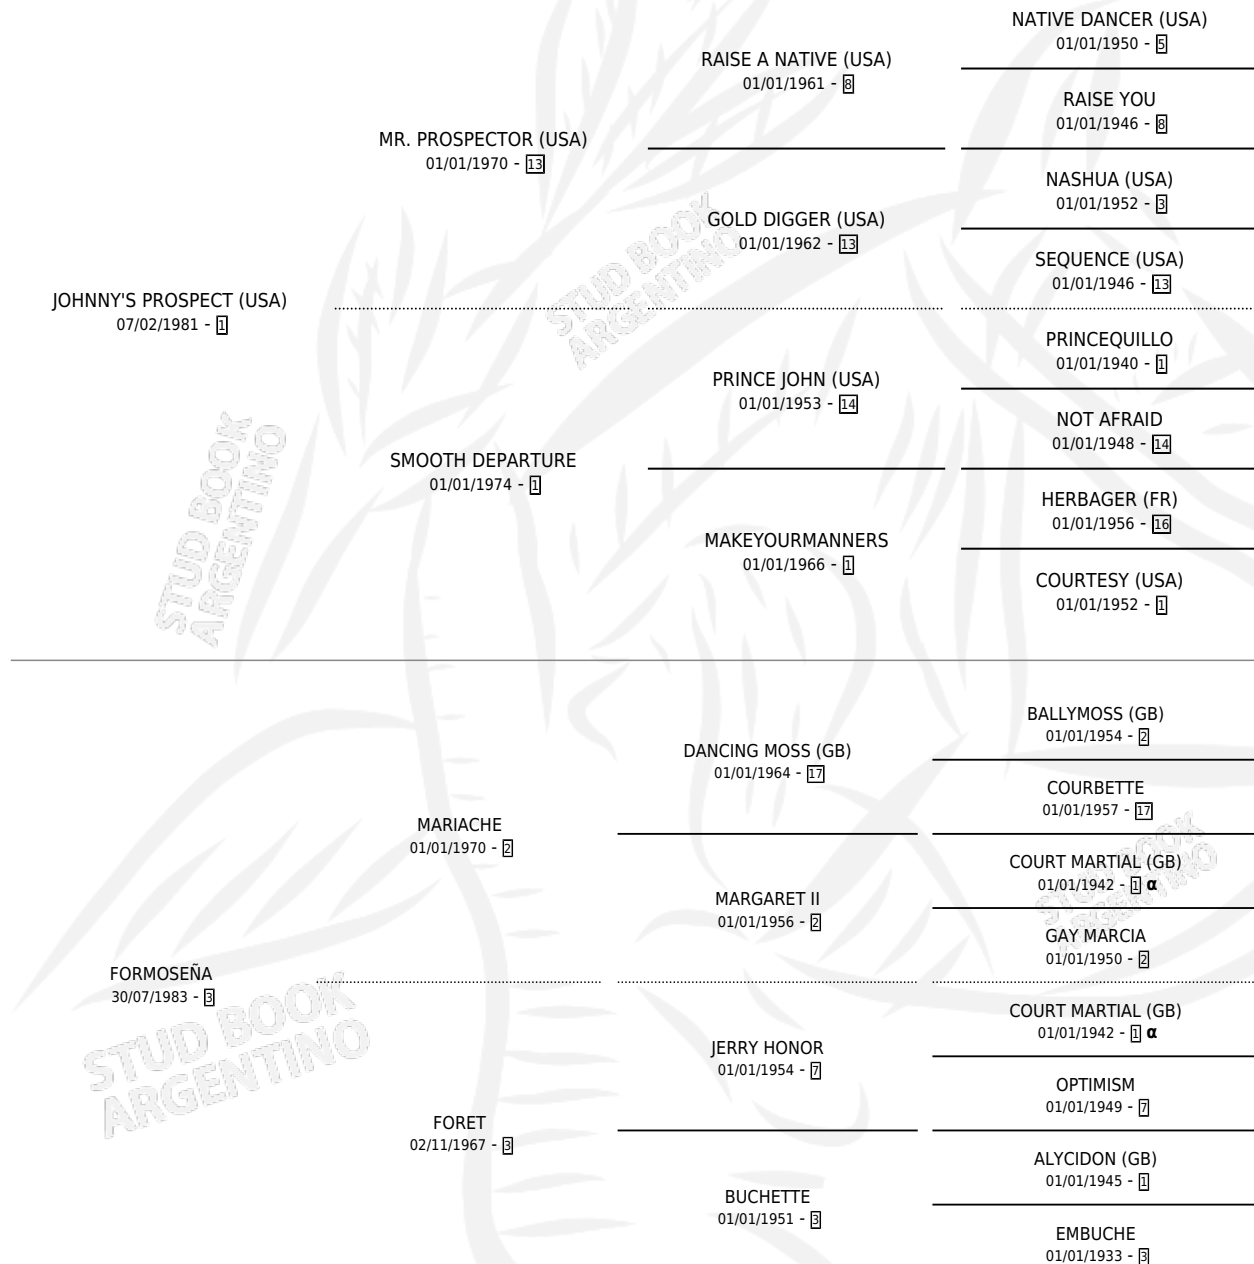 NATIVE DANCER (USA)
01/01/1950 - 5
RAISE A NATIVE (USA)
01/01/1961 - 8
RAISE YOU
01/01/1946 - 8
MR. PROSPECTOR (USA)
01/01/1970 - 13
NASHUA (USA)
01/01/1952 - 3
GOLD DIGGER (USA)
01/01/1962 - 13
SEQUENCE (USA)
01/01/1946 - 13
JOHNNY'S PROSPECT (USA)
07/02/1981 - 1
PRINCEQUILLO
01/01/1940 - 1
PRINCE JOHN (USA)
01/01/1953 - 14
NOT AFRAID
01/01/1948 - 14
SMOOTH DEPARTURE
01/01/1974 - 1
HERBAGER (FR)
01/01/1956 - 16
MAKEYOURMANNERS
01/01/1966 - 1
COURTESY (USA)
01/01/1952 - 1
BALLYMOSS (GB)
01/01/1954 - 2
DANCING MOSS (GB)
01/01/1964 - 17
COURBETTE
01/01/1957 - 17
MARIACHE
01/01/1970 - 2
COURT MARTIAL (GB)
01/01/1942 - 1 α
MARGARET II
01/01/1956 - 2
GAY MARCIA
01/01/1950 - 2
FORMOSEÑA
30/07/1983 - 3
COURT MARTIAL (GB)
01/01/1942 - 1 α
JERRY HONOR
01/01/1954 - 7
OPTIMISM
01/01/1949 - 7
FORET
02/11/1967 - 3
ALYCIDON (GB)
01/01/1945 - 1
BUCHETTE
01/01/1951 - 3
EMBUCHE
01/01/1933 - 3
STUD BOOK
ARGENTINO
STUD BOOK
ARGENTINO
STUD BOOK
ARGENTINO
STUD BOOK
ARGENTINO